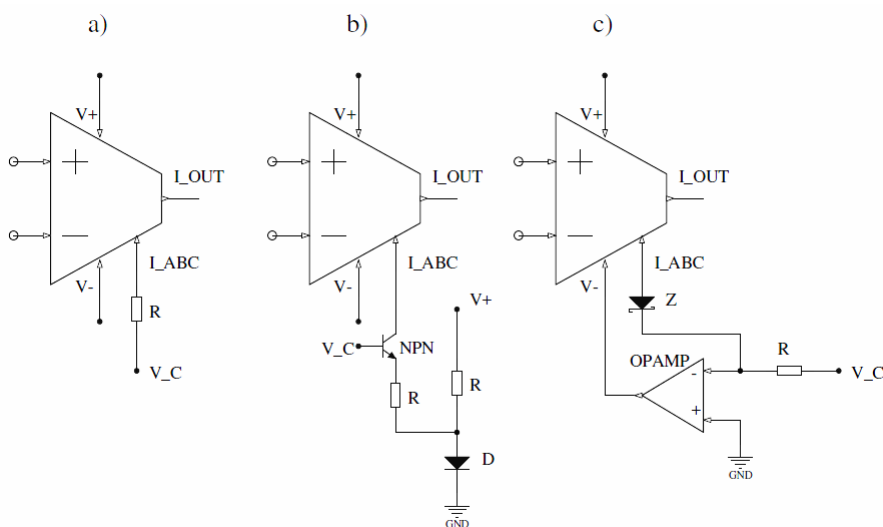 a)
V+
+
−
I_OUT
I_ABC
V-
R
V_C
b)
V+
+
−
I_OUT
I_ABC
V-
V+
V_C
NPN
R
R
D
GND
c)
V+
+
−
I_OUT
I_ABC
V-
Z
OPAMP
R
V_C
-
+
GND